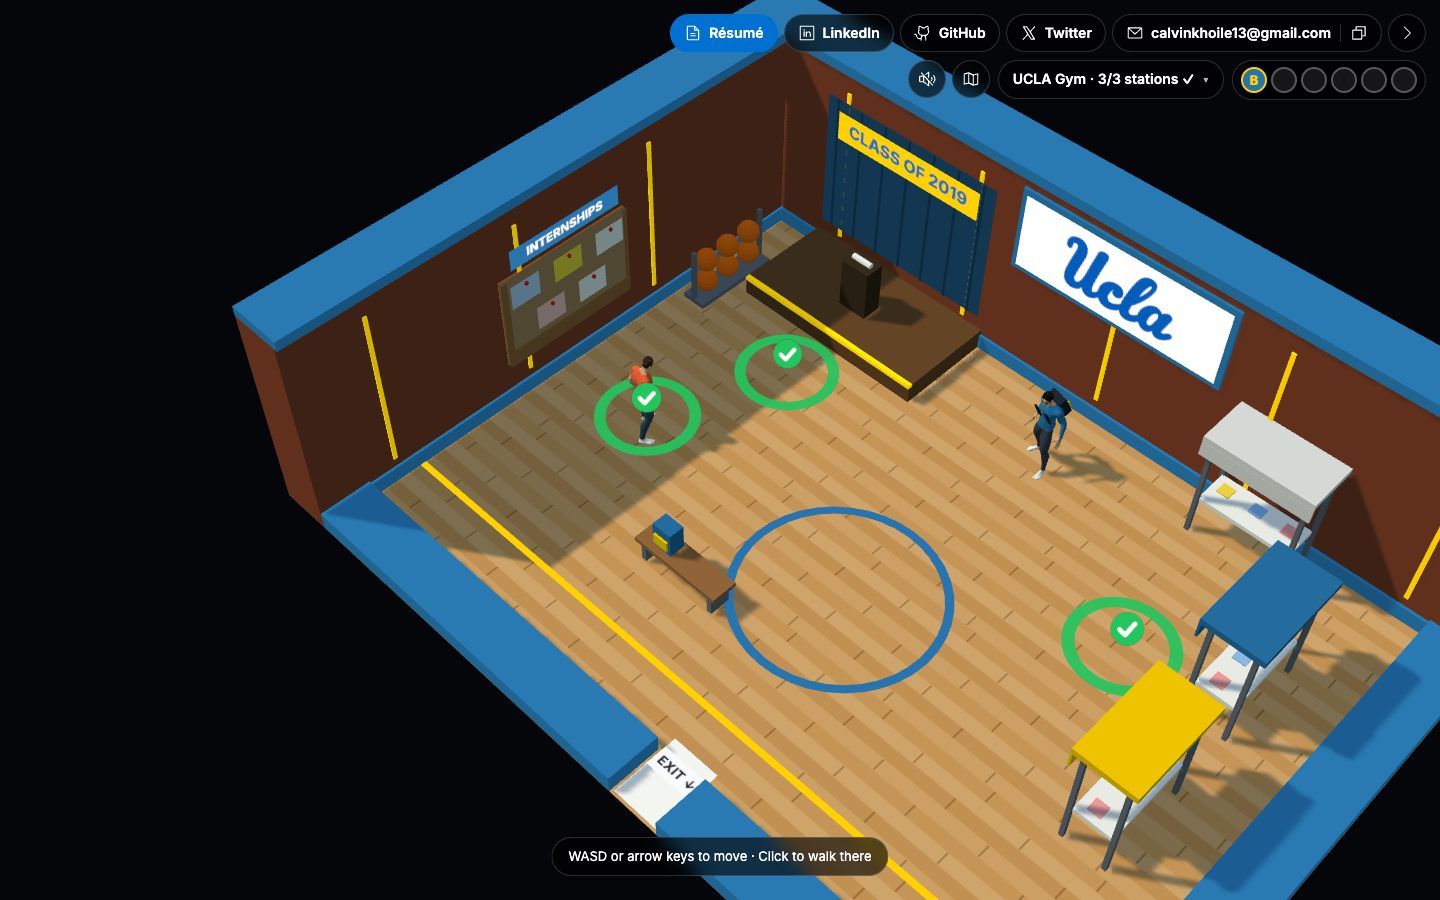 Résumé
LinkedIn
GitHub
Twitter
calvinkhoile13@gmail.com
UCLA Gym · 3/3 stations ✓
B
CLASS OF 2019
INTERNSHIPS
Ucla
EXIT ↙
WASD or arrow keys to move · Click to walk there